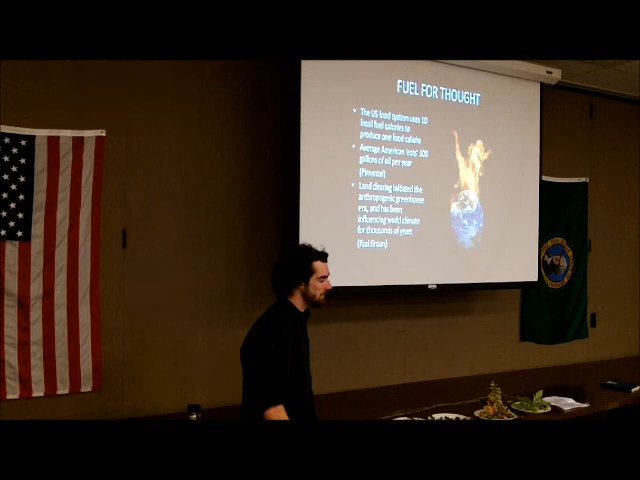 FUEL FOR THOUGHT
• The US food system uses 10
fossil fuel calories to
produce one food calorie
• Average American 'eats' 500
gallons of oil per year
(Pimentel)
• Land clearing initiated the
anthropogenic greenhouse
era, and has been
influencing world climate
for thousands of years
(Ruddiman)